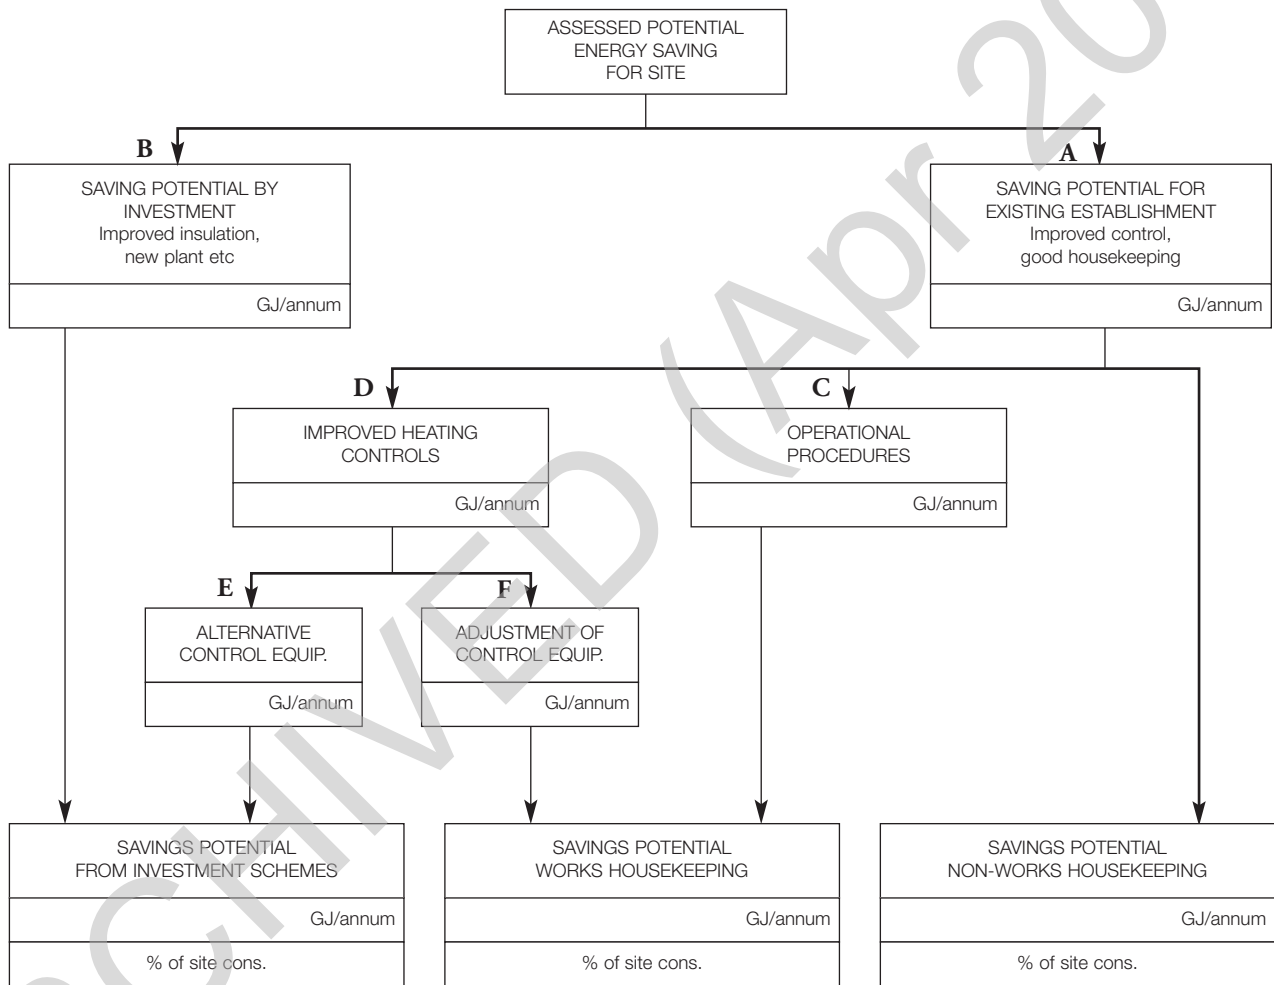 ASSESSED POTENTIAL
ENERGY SAVING
FOR SITE
B
A
SAVING POTENTIAL BY
INVESTMENT
Improved insulation,
new plant etc
GJ/annum
SAVING POTENTIAL FOR
EXISTING ESTABLISHMENT
Improved control,
good housekeeping
GJ/annum
D
C
IMPROVED HEATING
CONTROLS
GJ/annum
OPERATIONAL
PROCEDURES
GJ/annum
E
F
ALTERNATIVE
CONTROL EQUIP.
GJ/annum
ADJUSTMENT OF
CONTROL EQUIP.
GJ/annum
SAVINGS POTENTIAL
FROM INVESTMENT SCHEMES
GJ/annum
% of site cons.
SAVINGS POTENTIAL
WORKS HOUSEKEEPING
GJ/annum
% of site cons.
SAVINGS POTENTIAL
NON-WORKS HOUSEKEEPING
GJ/annum
% of site cons.
CHIVED (Apr 20